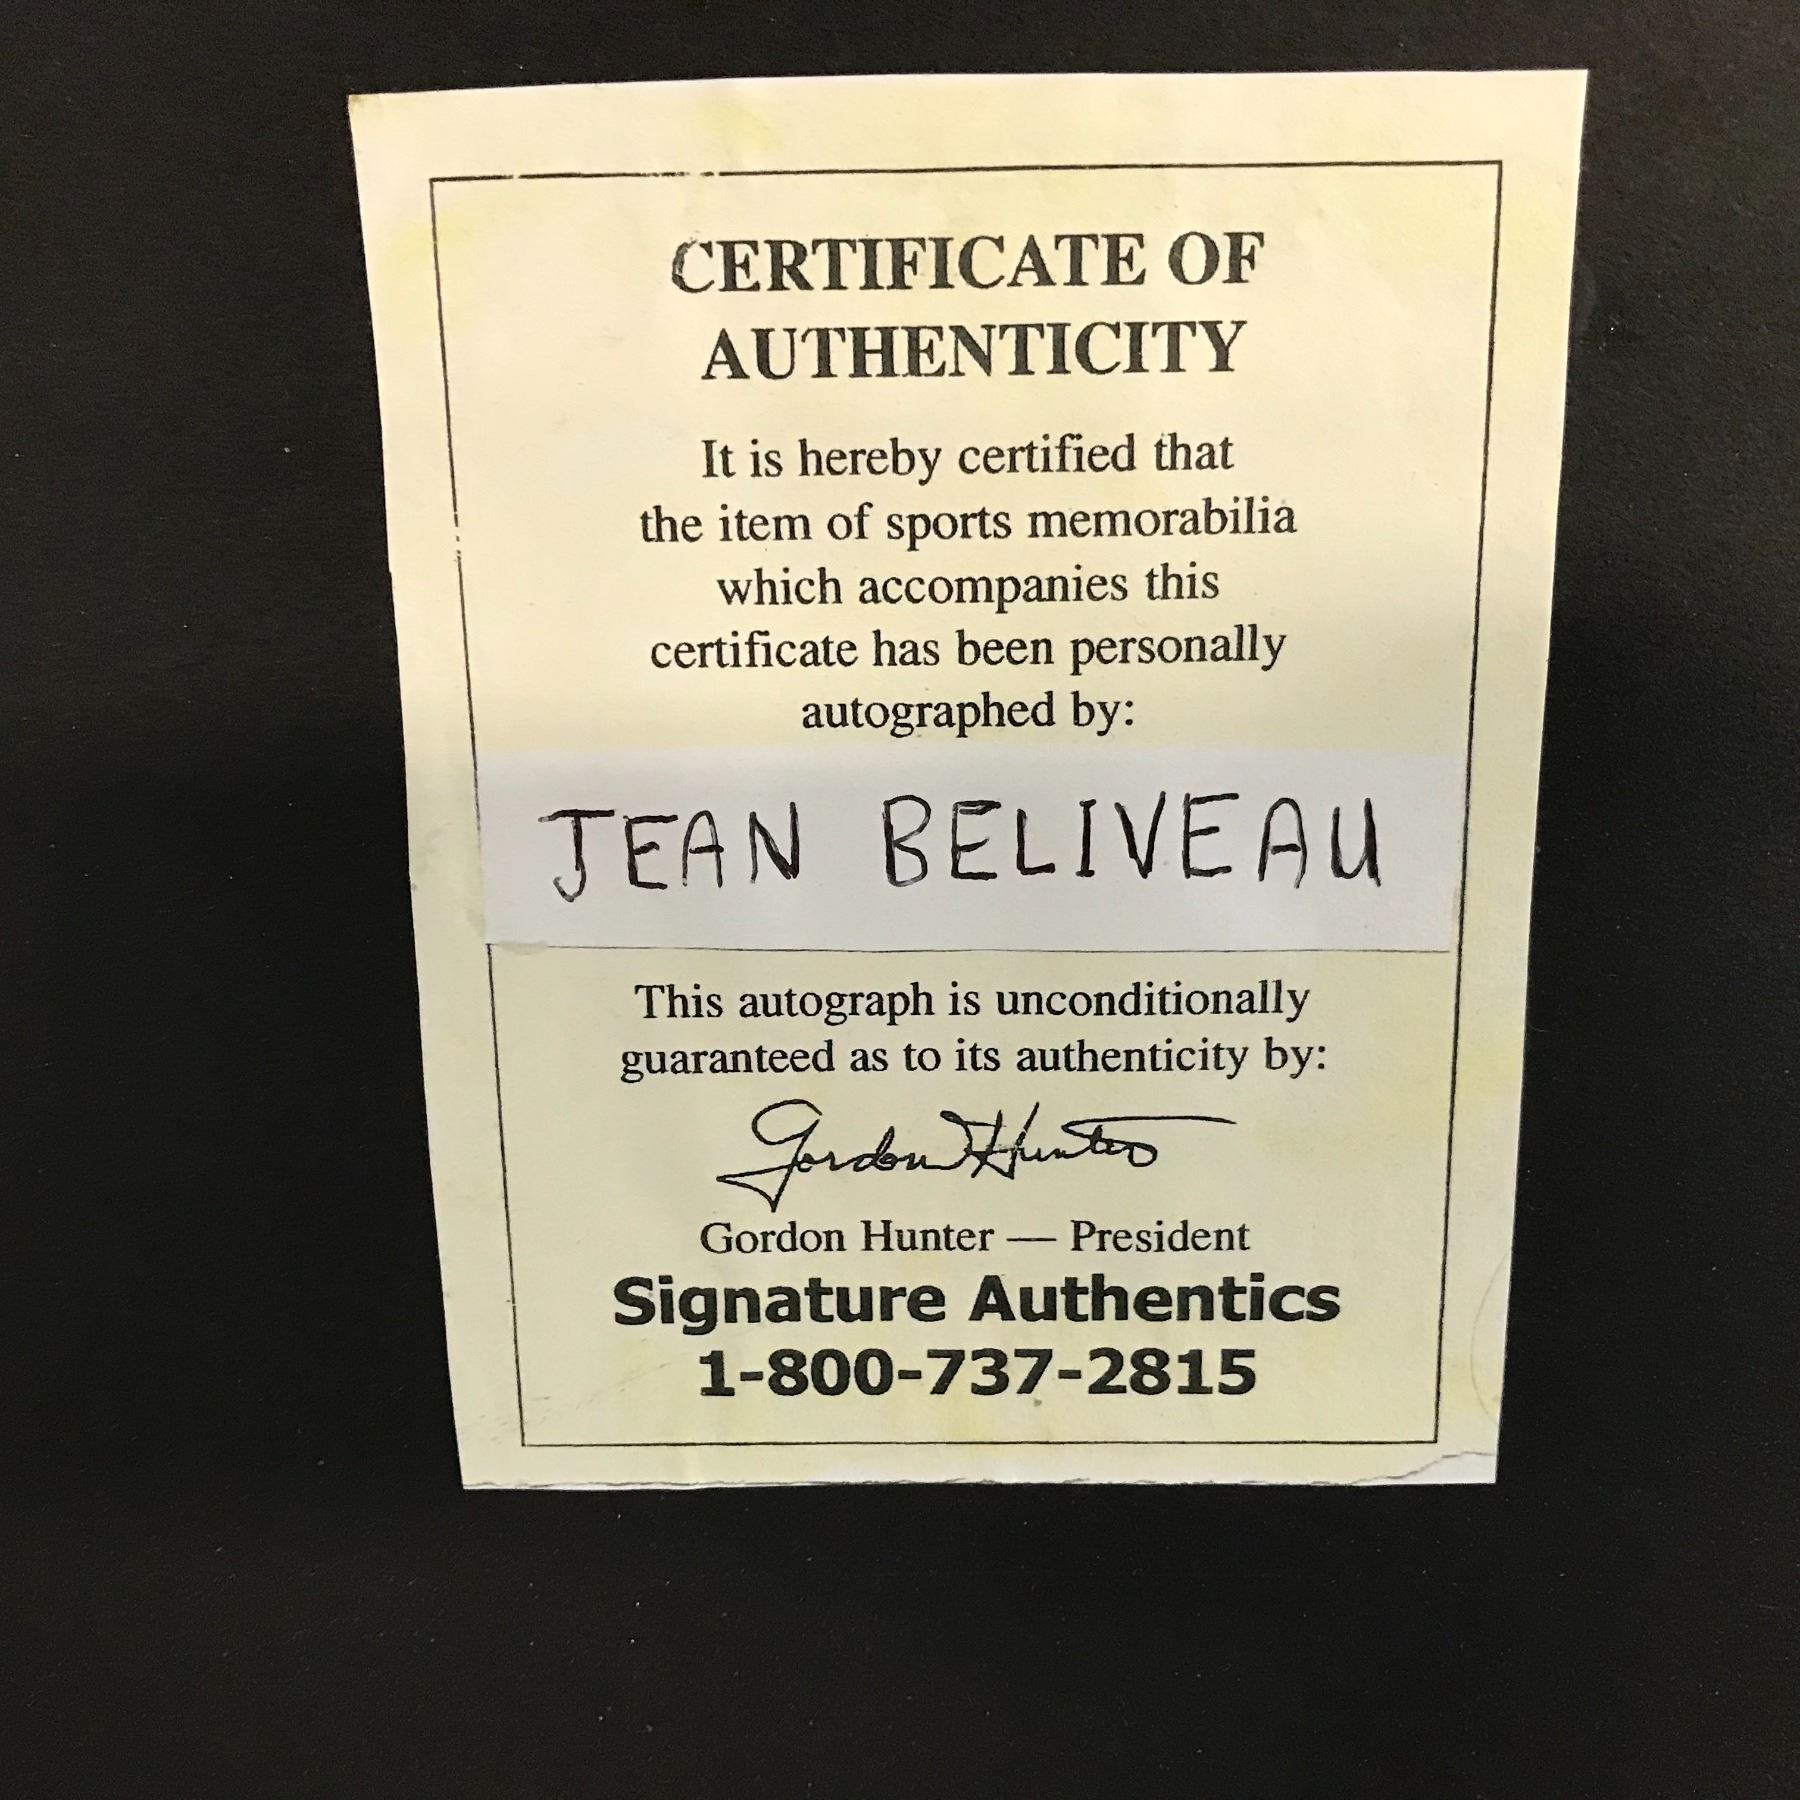 CERTIFICATE OF
AUTHENTICITY
It is hereby certified that
the item of sports memorabilia
which accompanies this
certificate has been personally
autographed by:
JEAN BELIVEAU
This autograph is unconditionally
guaranteed as to its authenticity by:
Gordon Hunter
Gordon Hunter — President
Signature Authentics
1-800-737-2815